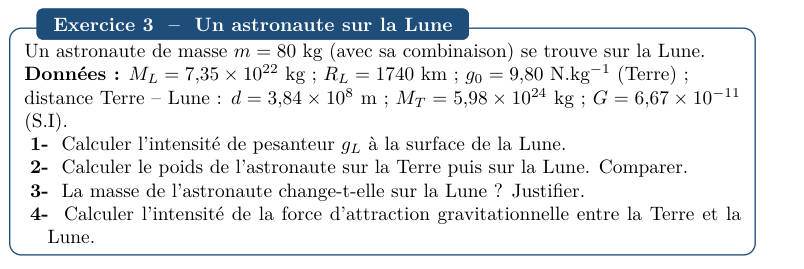 Exercice 3 – Un astronaute sur la Lune
Un astronaute de masse m = 80 kg (avec sa combinaison) se trouve sur la Lune.
Données : M_L = 7,35 × 10^22 kg ; R_L = 1740 km ; g_0 = 9,80 N.kg^−1 (Terre) ;
distance Terre – Lune : d = 3,84 × 10^8 m ; M_T = 5,98 × 10^24 kg ; G = 6,67 × 10^−11
(S.I).
1- Calculer l'intensité de pesanteur g_L à la surface de la Lune.
2- Calculer le poids de l'astronaute sur la Terre puis sur la Lune. Comparer.
3- La masse de l'astronaute change-t-elle sur la Lune ? Justifier.
4- Calculer l'intensité de la force d'attraction gravitationnelle entre la Terre et la
Lune.